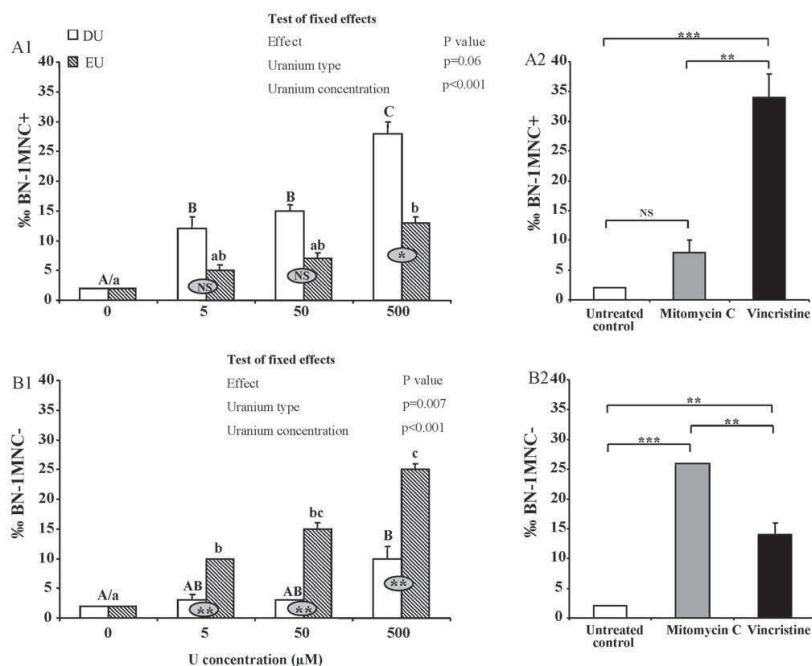 A1
DU
EU
Test of fixed effects
Effect P value
Uranium type p=0.06
Uranium concentration p<0.001
‰ BN-1MNC+
40
35
30
25
20
15
10
5
0
A/a
B
ab
NS
B
ab
NS
C
b
*
0 5 50 500
A2
‰ BN-1MNC+
40
35
30
25
20
15
10
5
0
***
**
NS
Untreated control
Mitomycin C
Vincristine
B1
Test of fixed effects
Effect P value
Uranium type p=0.007
Uranium concentration p<0.001
‰ BN-1MNC-
40
35
30
25
20
15
10
5
0
A/a
AB
b
**
AB
bc
**
B
c
**
0 5 50 500
U concentration (µM)
B2
‰ BN-1MNC-
40
35
30
25
20
15
10
5
0
**
**
***
Untreated control
Mitomycin C
Vincristine